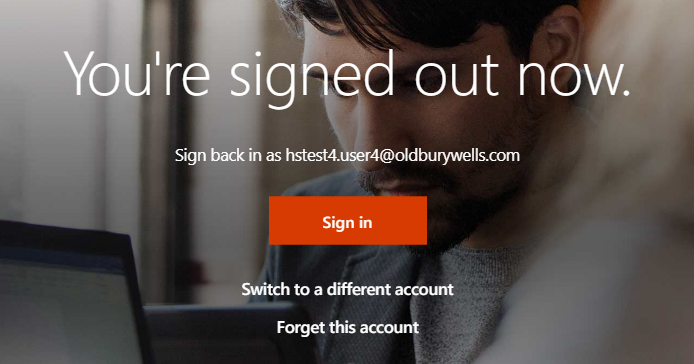 You're signed out now.
Sign back in as hstest4.user4@oldburywells.com
Sign in
Switch to a different account
Forget this account